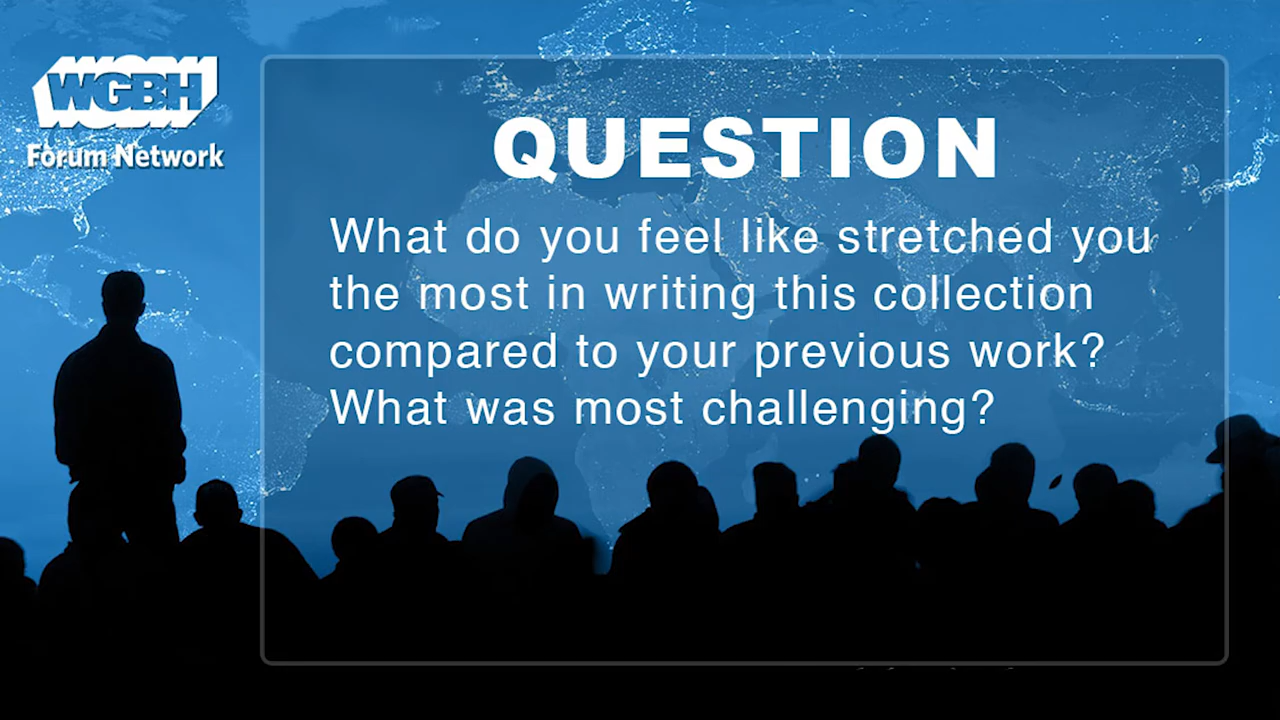 WGBH
Forum Network
QUESTION
What do you feel like stretched you
the most in writing this collection
compared to your previous work?
What was most challenging?